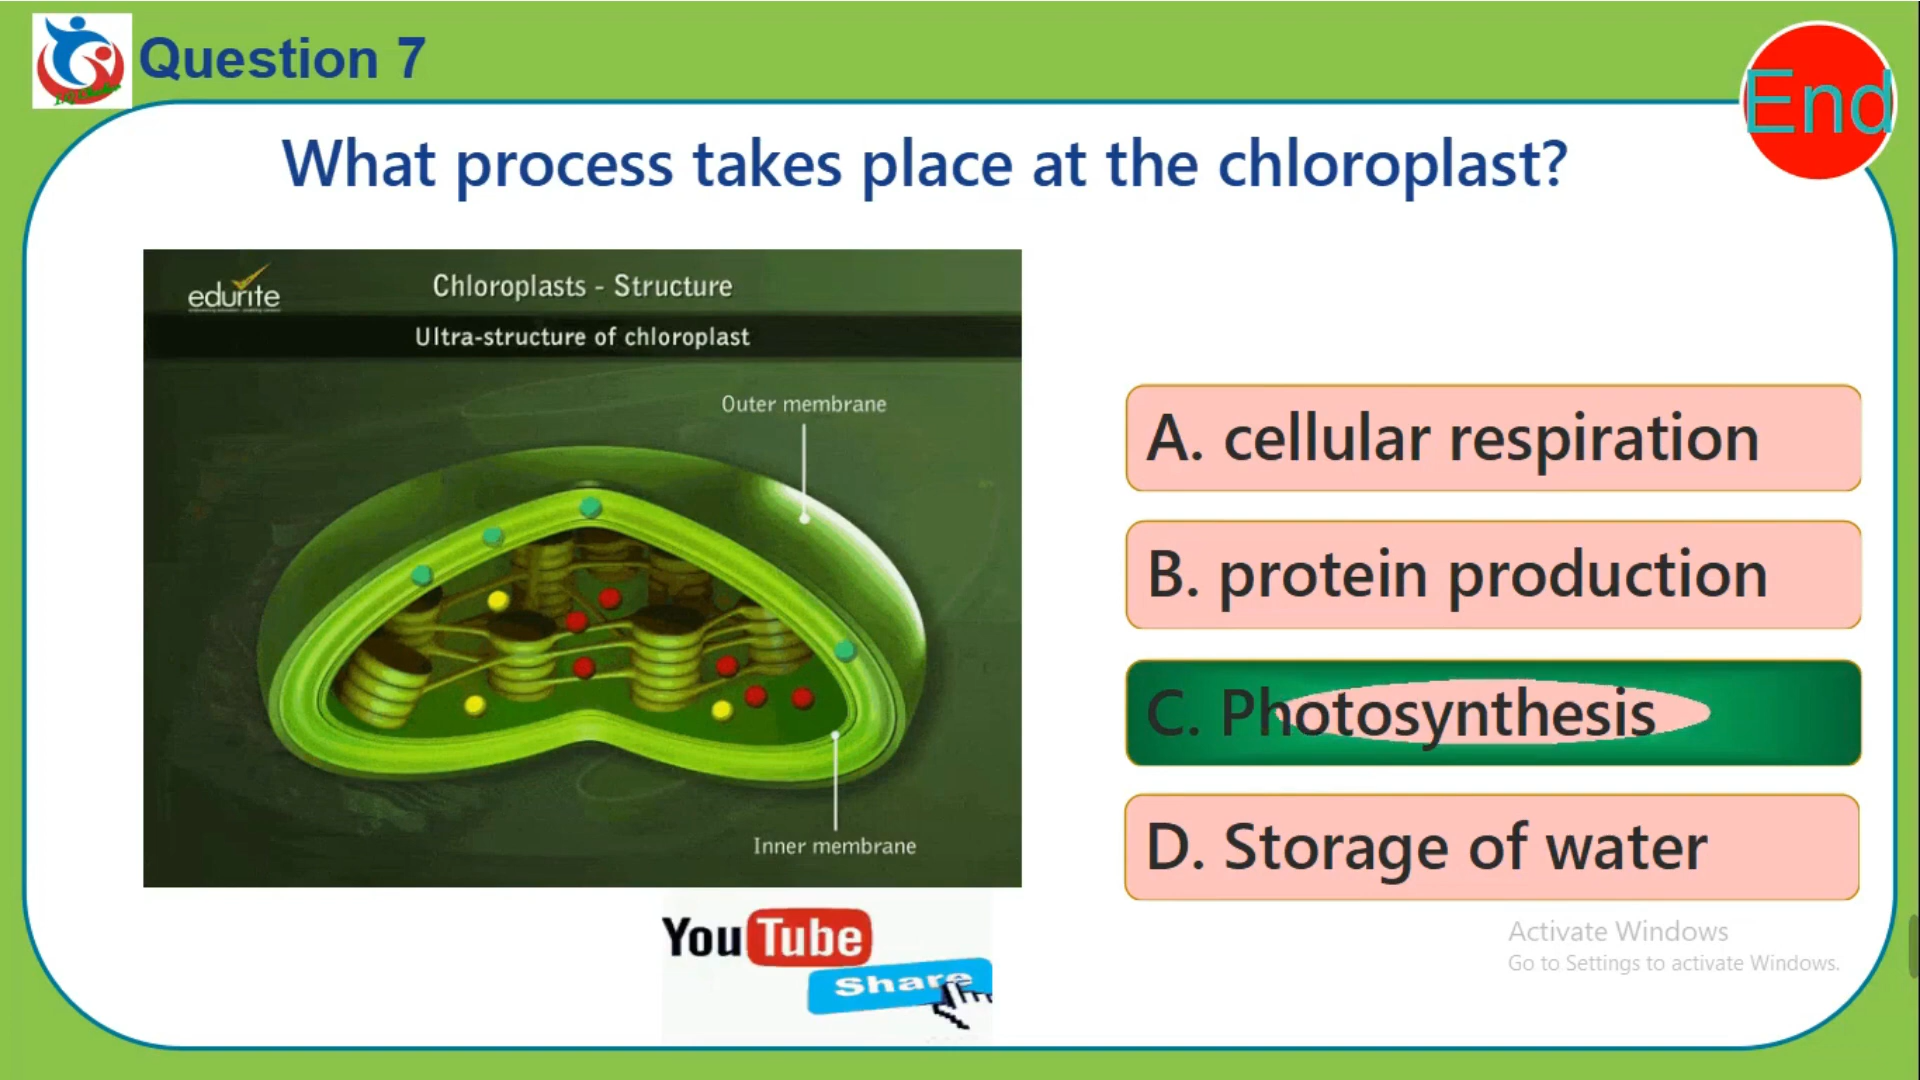 Question 7
End
What process takes place at the chloroplast?
edurite
Chloroplasts - Structure
Ultra-structure of chloroplast
Outer membrane
Inner membrane
A. cellular respiration
B. protein production
C. Photosynthesis
D. Storage of water
YouTube
Share
Activate Windows
Go to Settings to activate Windows.